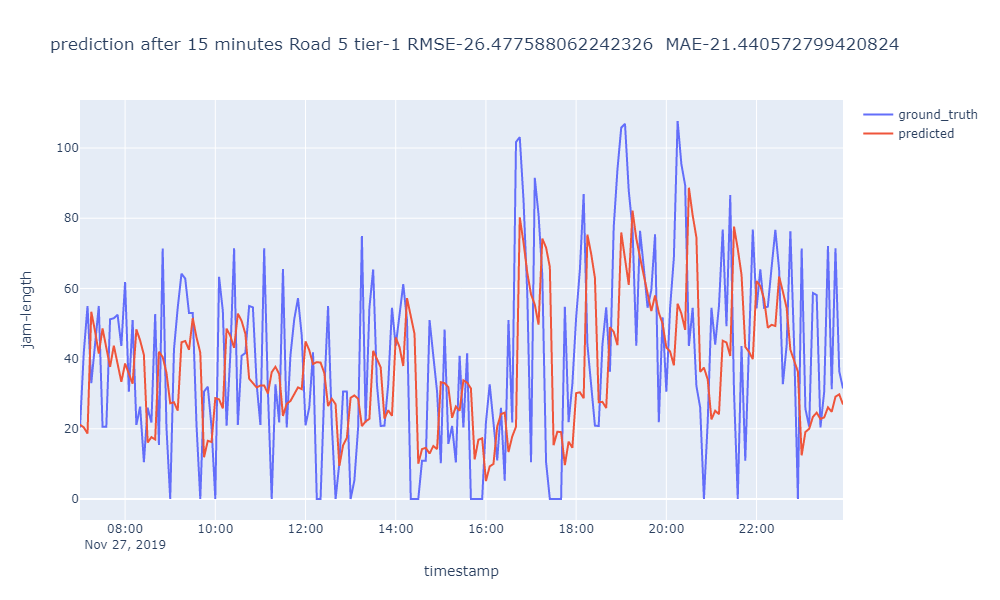 prediction after 15 minutes Road 5 tier-1 RMSE-26.477588062242326  MAE-21.440572799420824
ground_truth
predicted
jam-length
100
80
60
40
20
0
08:00 10:00 12:00 14:00 16:00 18:00 20:00 22:00
Nov 27, 2019
timestamp